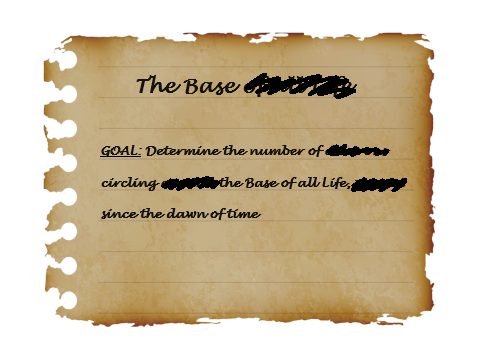 The Base
GOAL: Determine the number of
circling the Base of all Life,
since the dawn of time